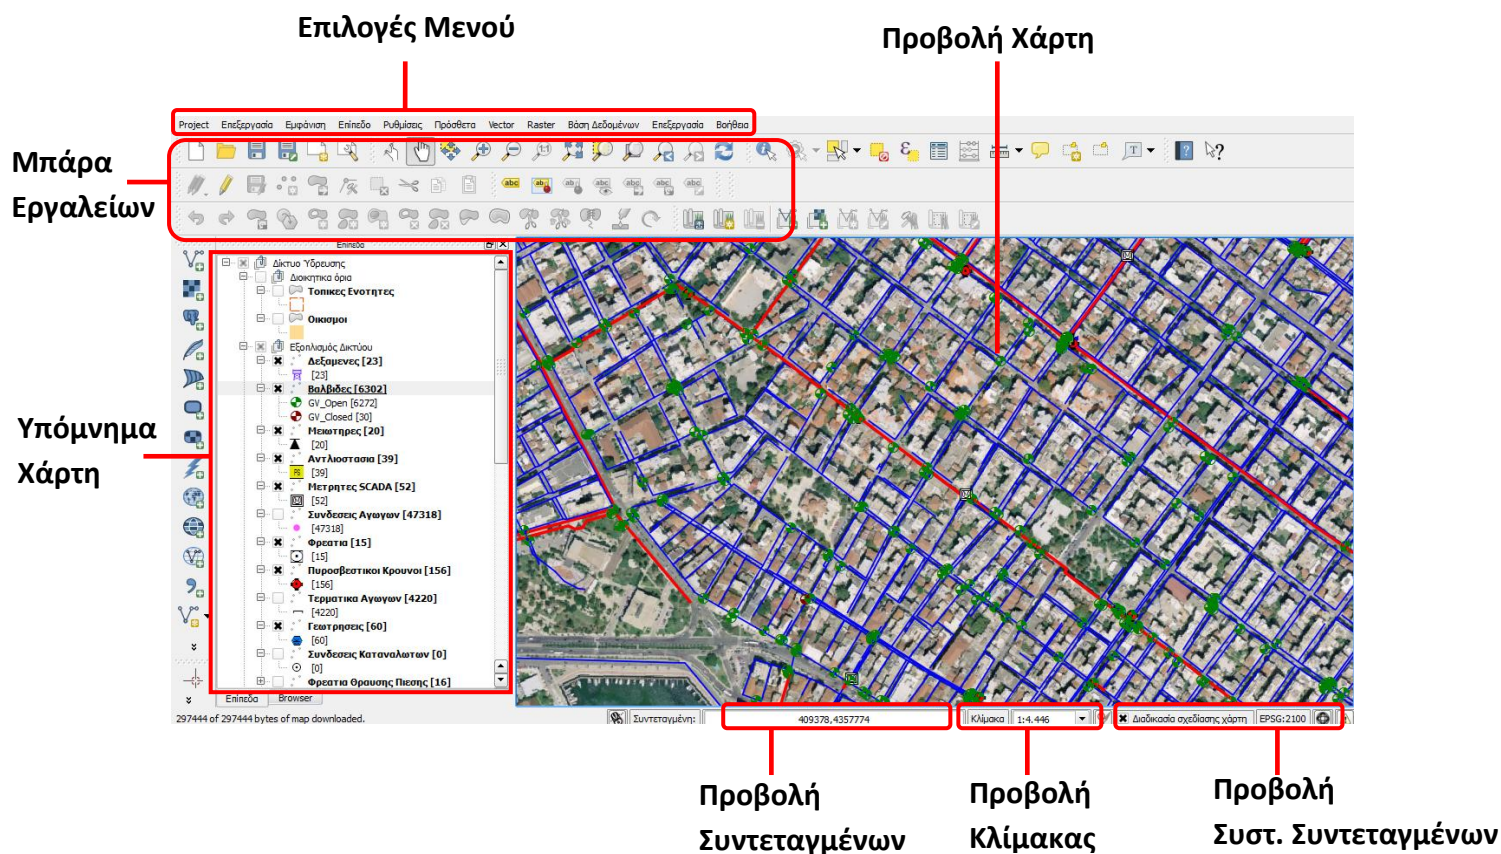 Επιλογές Μενού
Προβολή Χάρτη
Project Επεξεργασία Εμφάνιση Επίπεδο Ρυθμίσεις Πρόσθετα Vector Raster Βάση Δεδομένων Επεξεργασία Βοήθεια
Μπάρα
Εργαλείων
Επίπεδα
Δίκτυο Ύδρευσης
Διοικητικα όρια
Τοπικες Ενοτητες
Οικισμοι
Εξοπλισμός Δικτύου
Δεξαμενες [23]
[23]
Βαλβιδες [6302]
GV_Open [6272]
GV_Closed [30]
Μειωτηρες [20]
[20]
Αντλιοστασια [39]
PS [39]
Μετρητες SCADA [52]
[52]
Συνδεσεις Αγωγων [47318]
[47318]
Φρεατια [15]
[15]
Πυροσβεστικοι Κρουνοι [156]
[156]
Τερματικα Αγωγων [4220]
[4220]
Γεωτρησεις [60]
[60]
Συνδεσεις Καταναλωτων [0]
[0]
Φρεατια Θραυσης Πιεσης [16]
Υπόμνημα
Χάρτη
Επίπεδα Browser
297444 of 297444 bytes of map downloaded.
Συντεταγμένη: 409378,4357774 Κλίμακα 1:4.446 Διαδικασία σχεδίασης χάρτη EPSG:2100
Προβολή
Συντεταγμένων
Προβολή
Κλίμακας
Προβολή
Συστ. Συντεταγμένων